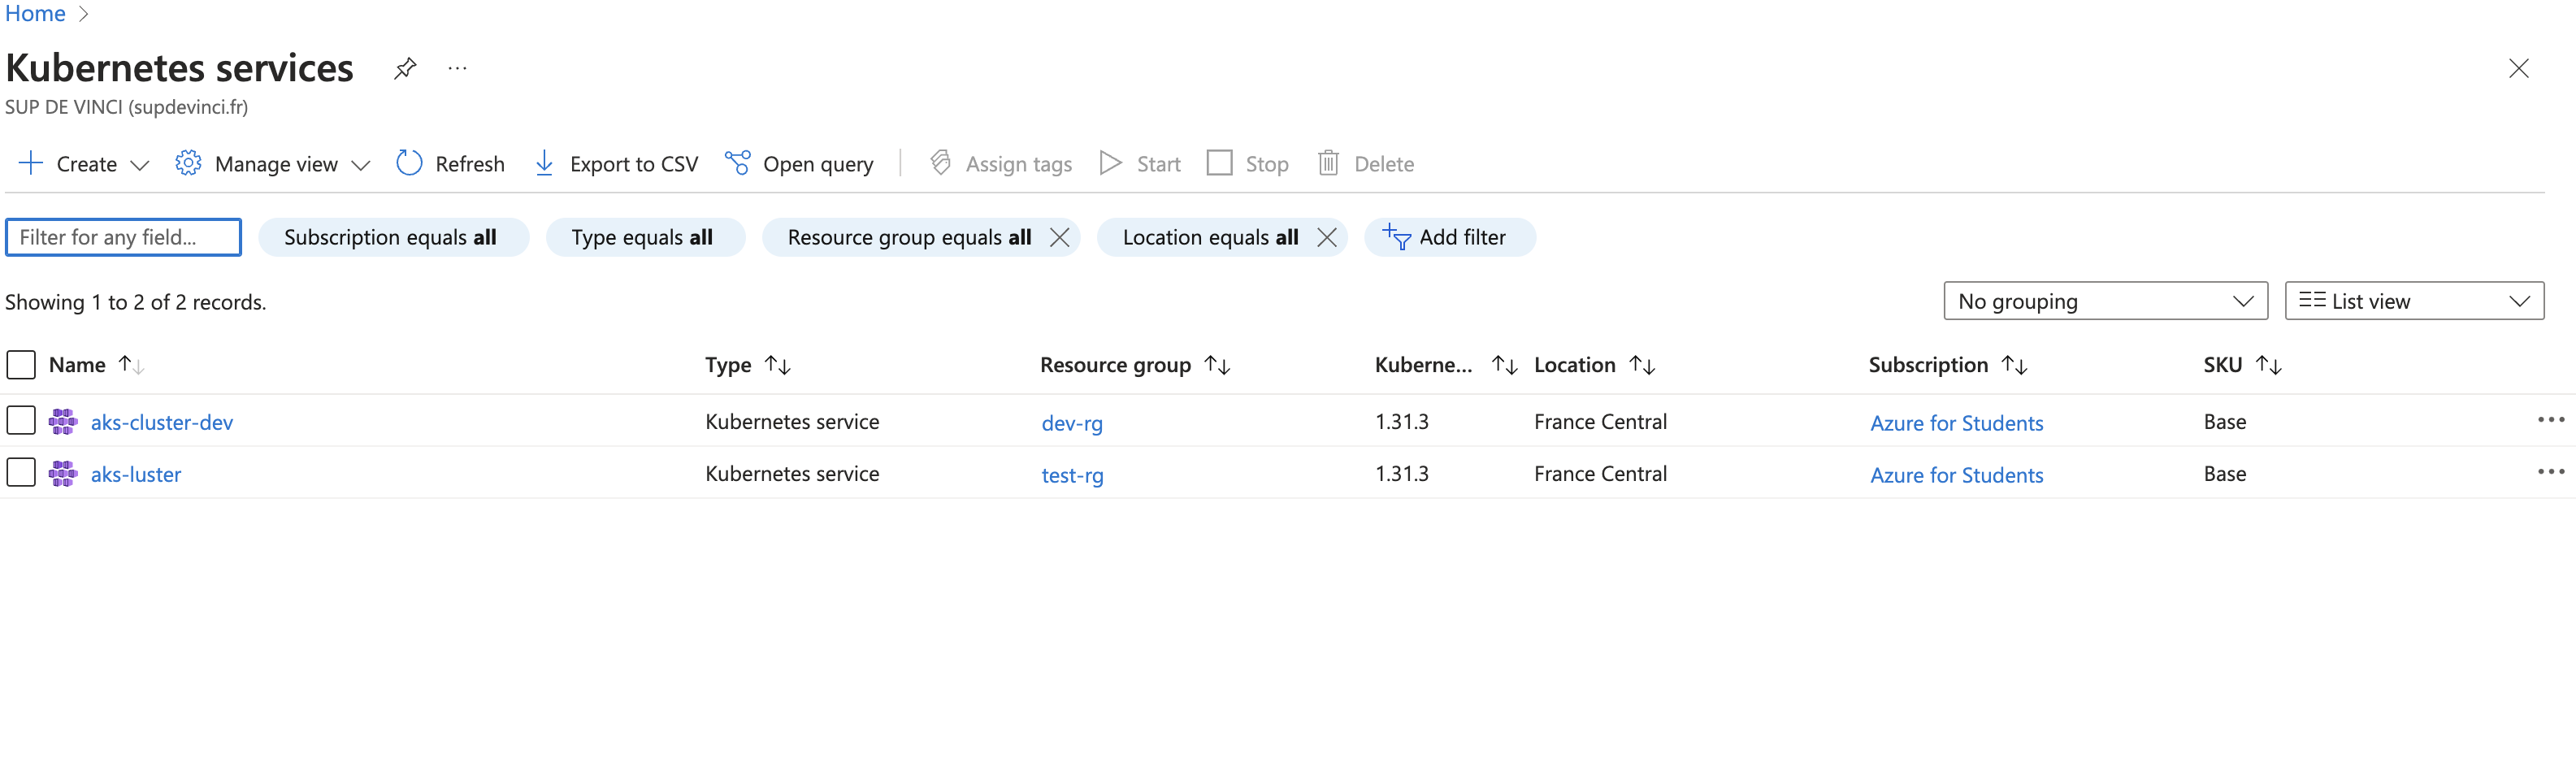 Home
Kubernetes services
SUP DE VINCI (supdevinci.fr)
Create Manage view Refresh Export to CSV Open query Assign tags Start Stop Delete
Filter for any field... Subscription equals all Type equals all Resource group equals all Location equals all Add filter
Showing 1 to 2 of 2 records. No grouping List view
Name Type Resource group Kuberne... Location Subscription SKU
aks-cluster-dev Kubernetes service dev-rg 1.31.3 France Central Azure for Students Base
aks-luster Kubernetes service test-rg 1.31.3 France Central Azure for Students Base